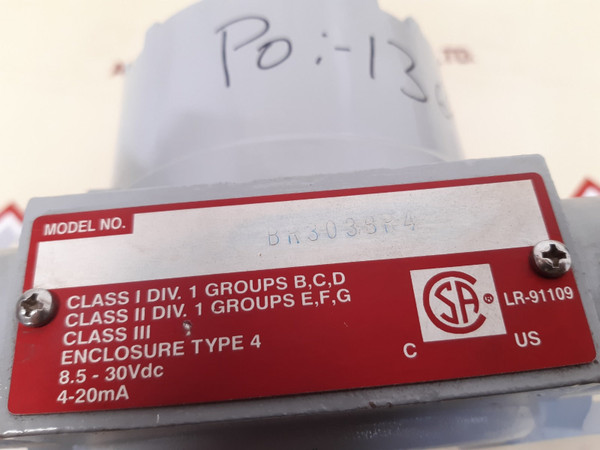 PO:-13
MODEL NO.
CLASS I DIV. 1 GROUPS B,C,D
CLASS II DIV. 1 GROUPS E,F,G
CLASS III
ENCLOSURE TYPE 4
8.5 - 30Vdc
4-20mA
CSA ®
LR-91109
C US